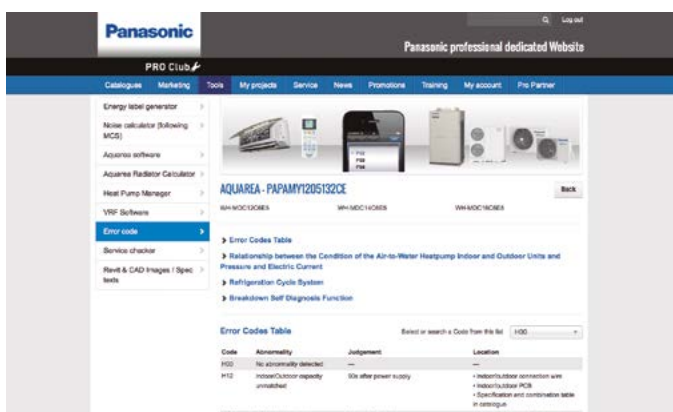 Log out
Panasonic
Panasonic professional dedicated Website
PRO Club
Catalogues Marketing Tools My projects Service News Promotions Training My account Pro Partner
Energy label generator
Noise calculator (following MCS)
Aquarea software
Aquarea Radiator Calculator
Heat Pump Manager
VRF Software
Error code
Service checker
Revit & CAD Images / Spec texts
AQUAREA - PAPAMY1205132CE
Back
WH-MDC12C6E5 WH-MDC14C6E5 WH-MDC16C6E5
Error Codes Table
Relationship between the Condition of the Air-to-Water Heatpump Indoor and Outdoor Units and
Pressure and Electric Current
Refrigeration Cycle System
Breakdown Self Diagnosis Function
Error Codes Table
Select or search a Code from this list H00
Code Abnormality Judgement Location
H00 No abnormality detected — —
H12 Indoor/Outdoor capacity unmatched 90s after power supply • Indoor/outdoor connection wire
• Indoor/outdoor PCB
• Specification and combination table
in catalogue